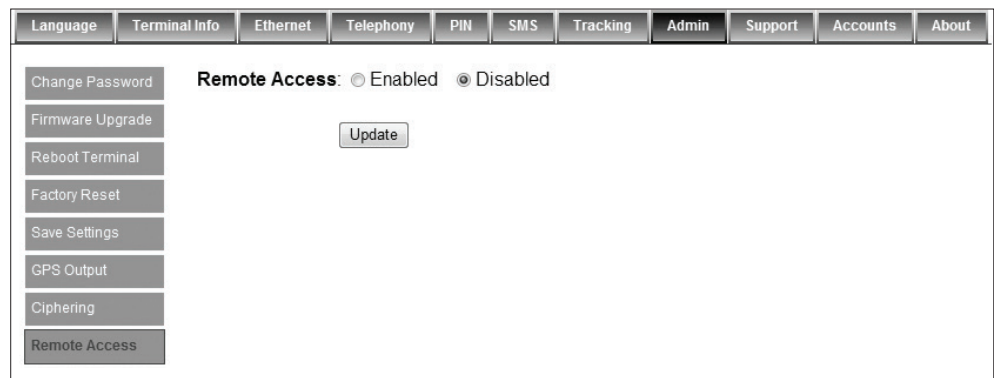 Language Terminal Info Ethernet Telephony PIN SMS Tracking Admin Support Accounts About
Change Password
Firmware Upgrade
Reboot Terminal
Factory Reset
Save Settings
GPS Output
Ciphering
Remote Access
Remote Access: Enabled Disabled
Update